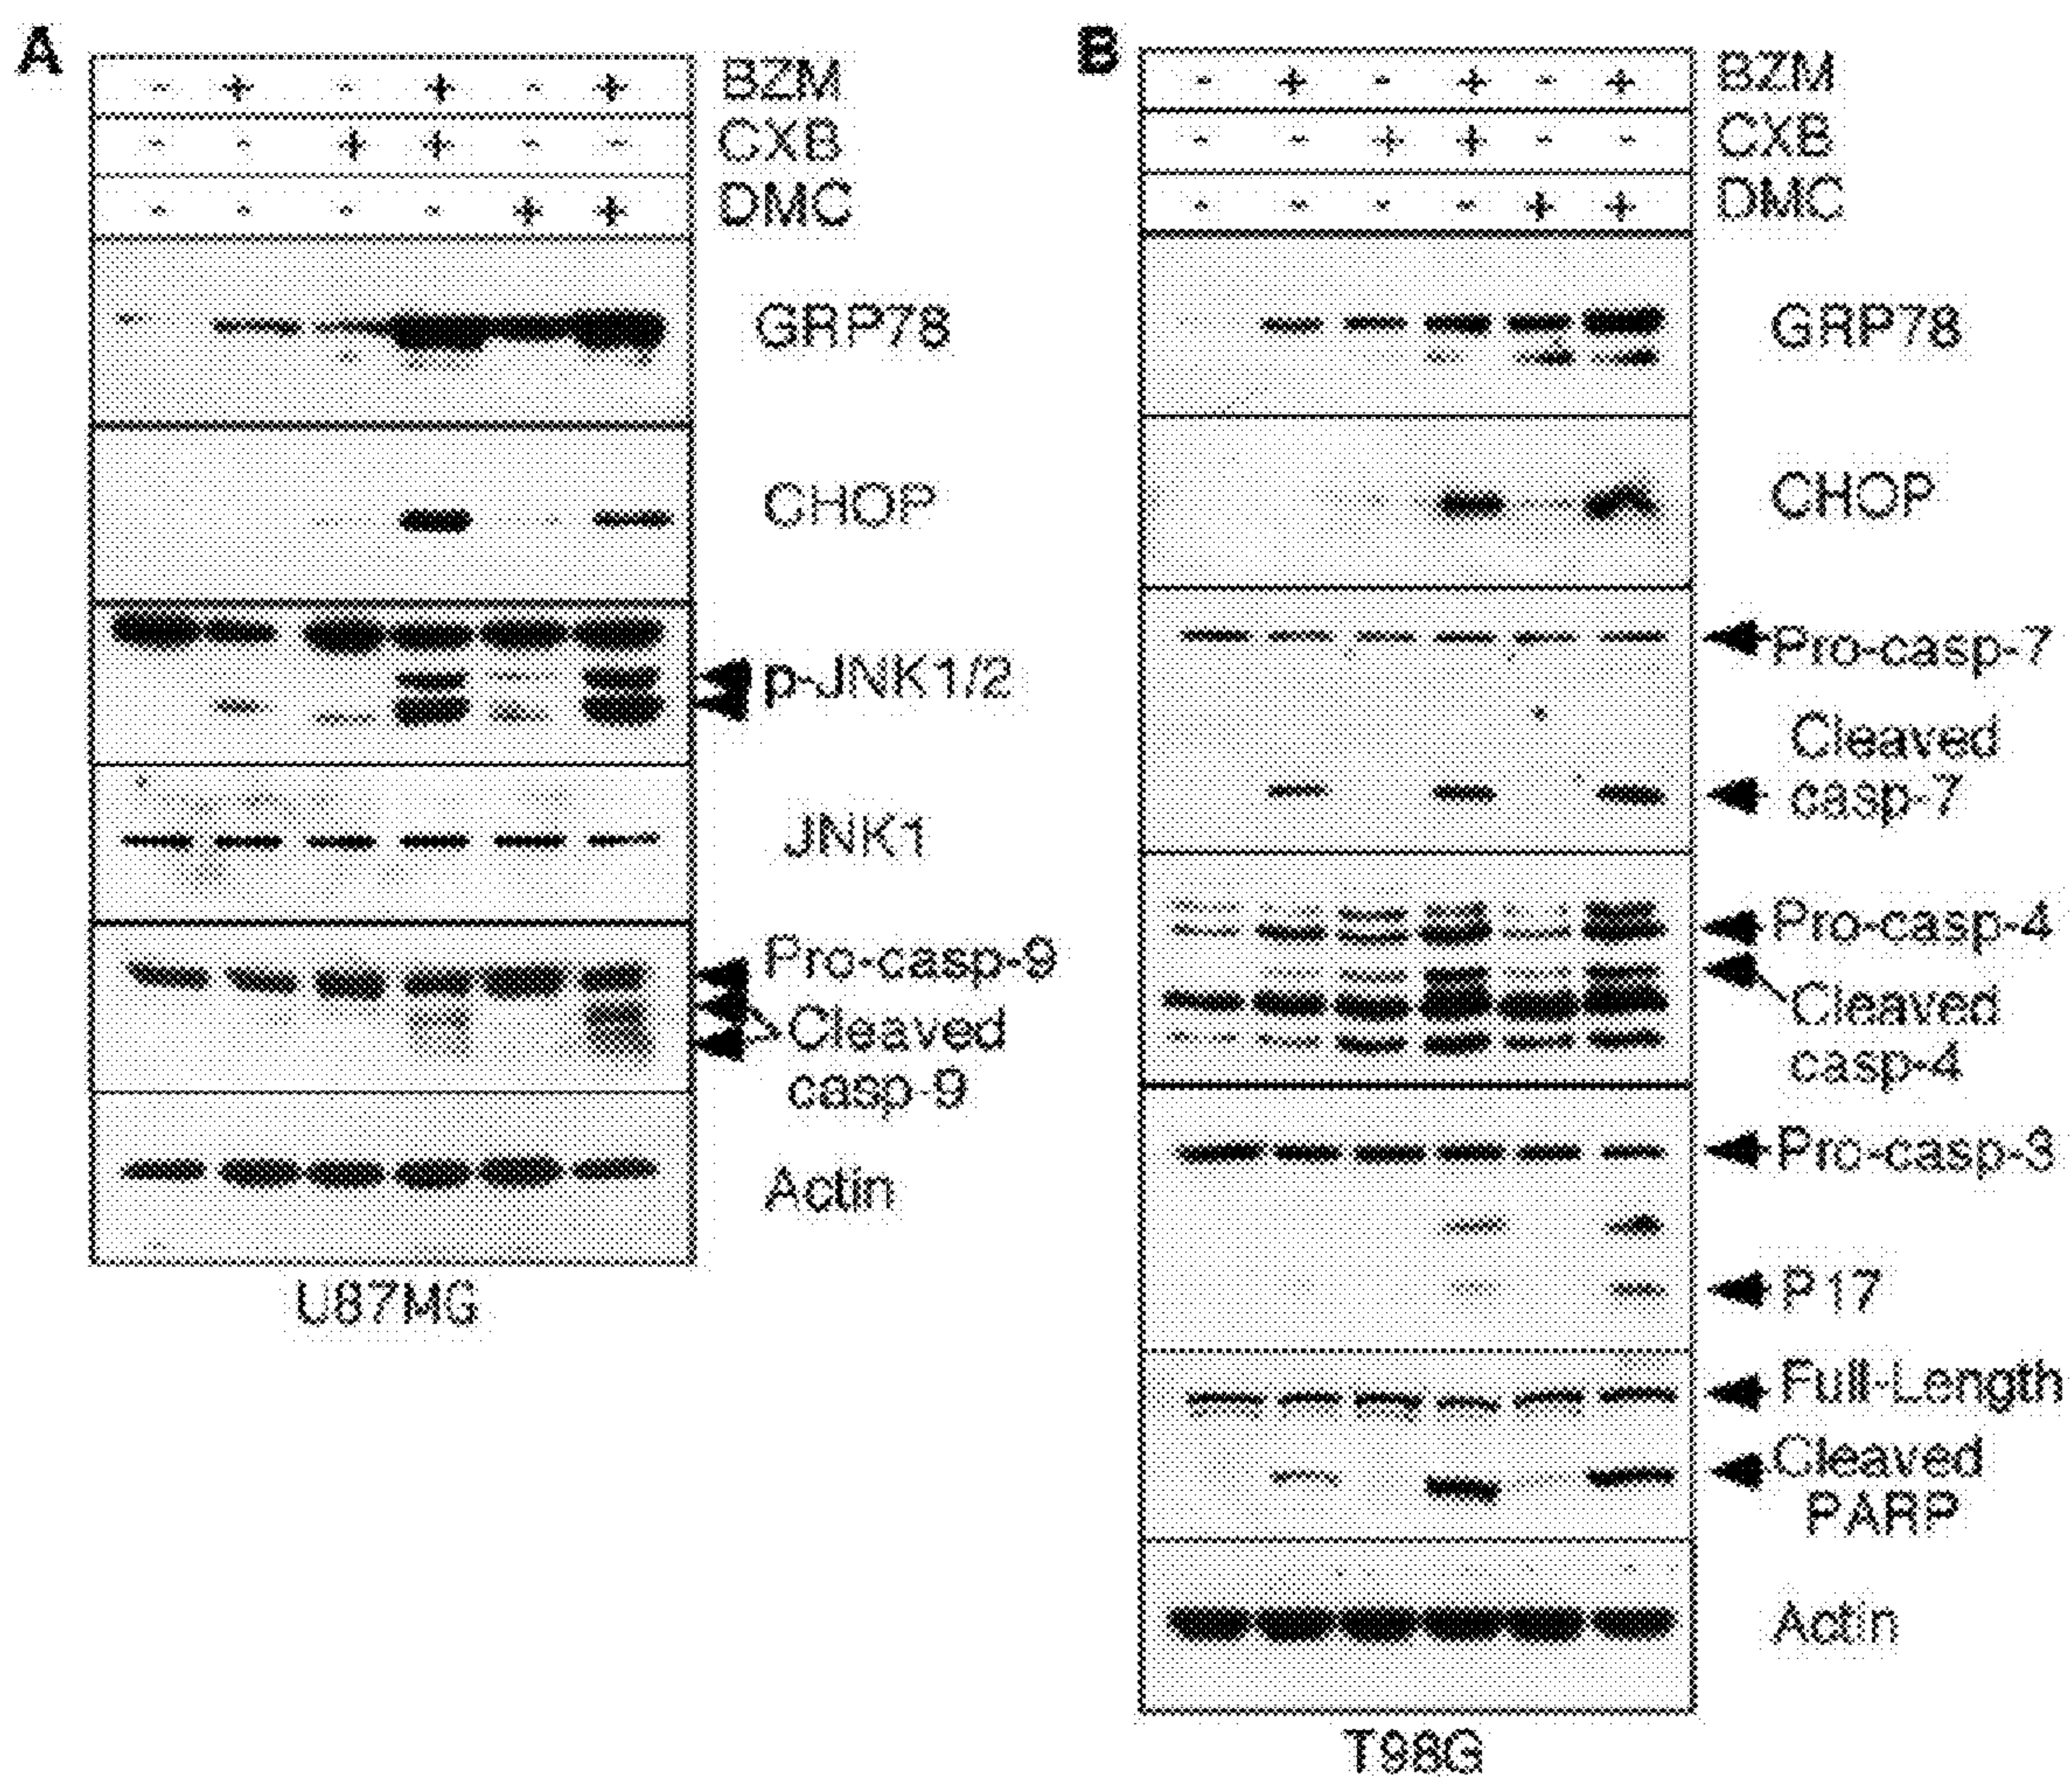 A
- + - + - + BZM
- - + + - - CXB
- - - - + + DMC
GRP78
CHOP
p-JNK1/2
JNK1
Pro-casp-9
Cleaved
casp-9
Actin
U87MG
B
- + - + - + BZM
- - + + - - CXB
- - - - + + DMC
GRP78
CHOP
Pro-casp-7
Cleaved
casp-7
Pro-casp-4
Cleaved
casp-4
Pro-casp-3
P17
Full-Length
Cleaved
PARP
Actin
T98G